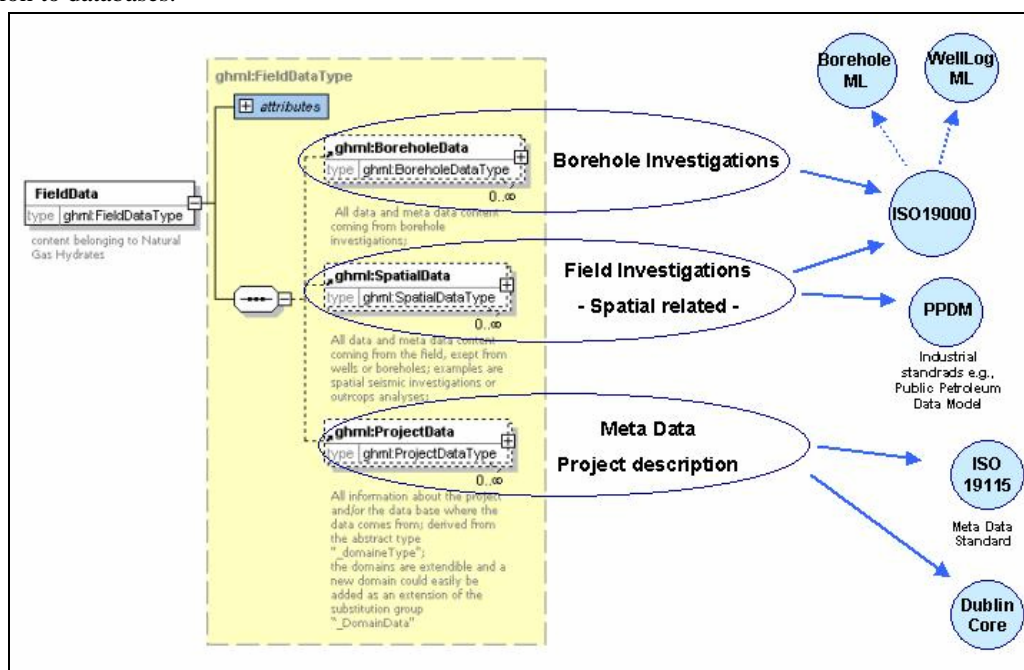 ion to databases.
ghml:FieldDataType
attributes
FieldData
type ghml:FieldDataType
content belonging to Natural
Gas Hydrates
ghml:BoreholeData
type ghml:BoreholeDataType
0..∞
All data and meta data content
coming from borehole
investigations;
ghml:SpatialData
type ghml:SpatialDataType
0..∞
All data and meta data content
coming from the field, exept from
wells or boreholes; examples are
spatial seismic investigations or
outcrops analyses;
ghml:ProjectData
type ghml:ProjectDataType
0..∞
All information about the project
and/or the data base where the
data comes from; derived from
the abstract type
"_domaineType";
the domains are extendible and a
new domain could easily be
added as an extension of the
substitution group
"_DomainData"
Borehole Investigations
Field Investigations
- Spatial related -
Meta Data
Project description
Borehole
ML
WellLog
ML
ISO19000
PPDM
Industrial
standrads e.g.,
Public Petroleum
Data Model
ISO
19115
Meta Data
Standard
Dublin
Core